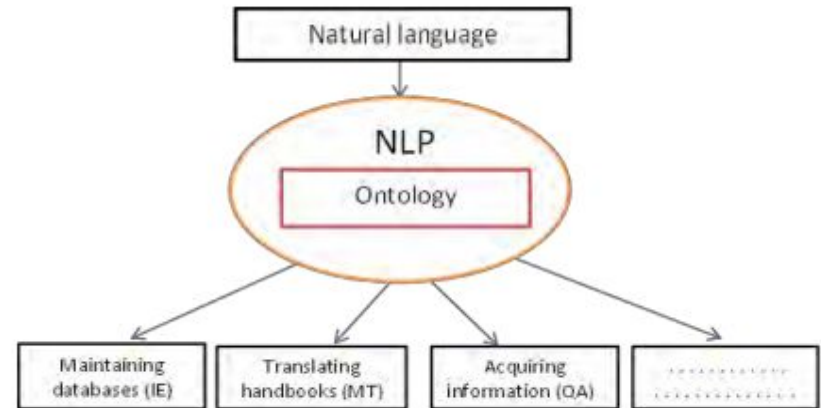 Natural language
NLP
Ontology
Maintaining
databases (IE)
Translating
handbooks (MT)
Acquiring
information (QA)
............
...............